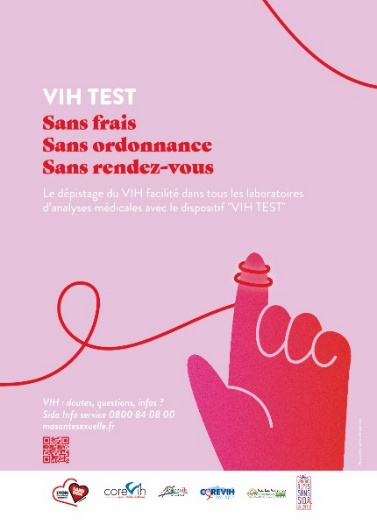 VIH TEST
Sans frais
Sans ordonnance
Sans rendez-vous
Le dépistage du VIH facilité dans tous les laboratoires
d'analyses médicales avec le dispositif "VIH TEST"
VIH : doutes, questions, infos ?
Sida Info service 0800 84 08 00
masantesexuelle.fr
corevih
COREVIH